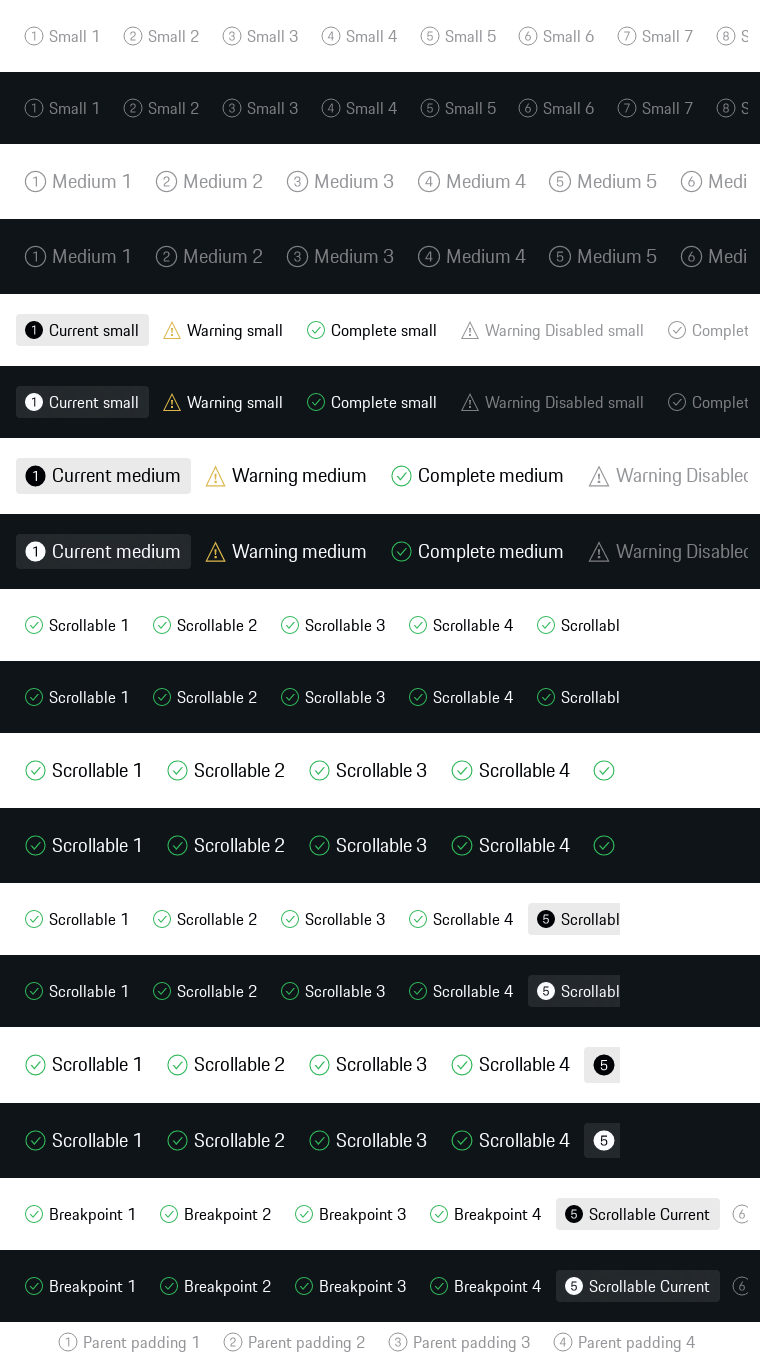 1 Small 1 2 Small 2 3 Small 3 4 Small 4 5 Small 5 6 Small 6 7 Small 7 8 S
1 Small 1 2 Small 2 3 Small 3 4 Small 4 5 Small 5 6 Small 6 7 Small 7 8 S
1 Medium 1 2 Medium 2 3 Medium 3 4 Medium 4 5 Medium 5 6 Medi
1 Medium 1 2 Medium 2 3 Medium 3 4 Medium 4 5 Medium 5 6 Medi
1 Current small Warning small Complete small Warning Disabled small Complet
1 Current small Warning small Complete small Warning Disabled small Complet
1 Current medium Warning medium Complete medium Warning Disabled
1 Current medium Warning medium Complete medium Warning Disabled
Scrollable 1 Scrollable 2 Scrollable 3 Scrollable 4 Scrollabl
Scrollable 1 Scrollable 2 Scrollable 3 Scrollable 4 Scrollabl
Scrollable 1 Scrollable 2 Scrollable 3 Scrollable 4
Scrollable 1 Scrollable 2 Scrollable 3 Scrollable 4
Scrollable 1 Scrollable 2 Scrollable 3 Scrollable 4 5 Scrollabl
Scrollable 1 Scrollable 2 Scrollable 3 Scrollable 4 5 Scrollabl
Scrollable 1 Scrollable 2 Scrollable 3 Scrollable 4 5
Scrollable 1 Scrollable 2 Scrollable 3 Scrollable 4 5
Breakpoint 1 Breakpoint 2 Breakpoint 3 Breakpoint 4 5 Scrollable Current 6
Breakpoint 1 Breakpoint 2 Breakpoint 3 Breakpoint 4 5 Scrollable Current 6
1 Parent padding 1 2 Parent padding 2 3 Parent padding 3 4 Parent padding 4